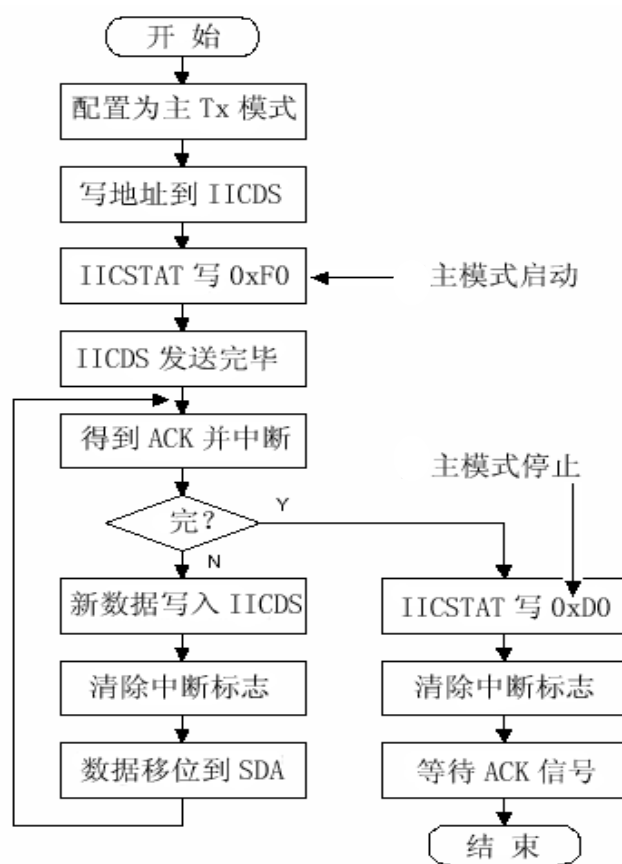 开 始
配置为主 Tx 模式
写地址到 IICDS
IICSTAT 写 0xF0
主模式启动
IICDS 发送完毕
得到 ACK 并中断
主模式停止
完?
Y
N
新数据写入 IICDS
IICSTAT 写 0xD0
清除中断标志
清除中断标志
数据移位到 SDA
等待 ACK 信号
结 束